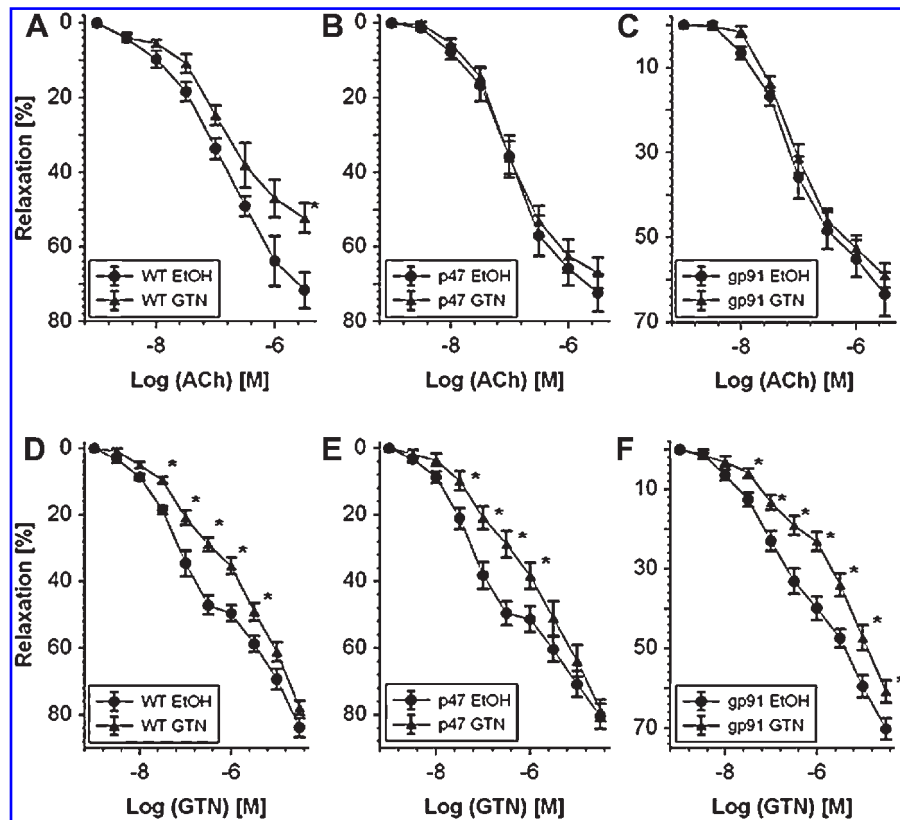 A
B
C
Relaxation [%]
0
20
40
60
80
*
WT EtOH
WT GTN
-8
-6
Log (ACh) [M]
0
20
40
60
80
p47 EtOH
p47 GTN
-8
-6
Log (ACh) [M]
10
30
50
70
gp91 EtOH
gp91 GTN
-8
-6
Log (ACh) [M]
D
E
F
Relaxation [%]
0
20
40
60
80
*
*
*
*
*
WT EtOH
WT GTN
-8
-6
Log (GTN) [M]
0
20
40
60
80
*
*
*
*
p47 EtOH
p47 GTN
-8
-6
Log (GTN) [M]
10
30
50
70
*
*
*
*
*
*
*
gp91 EtOH
gp91 GTN
-8
-6
Log (GTN) [M]